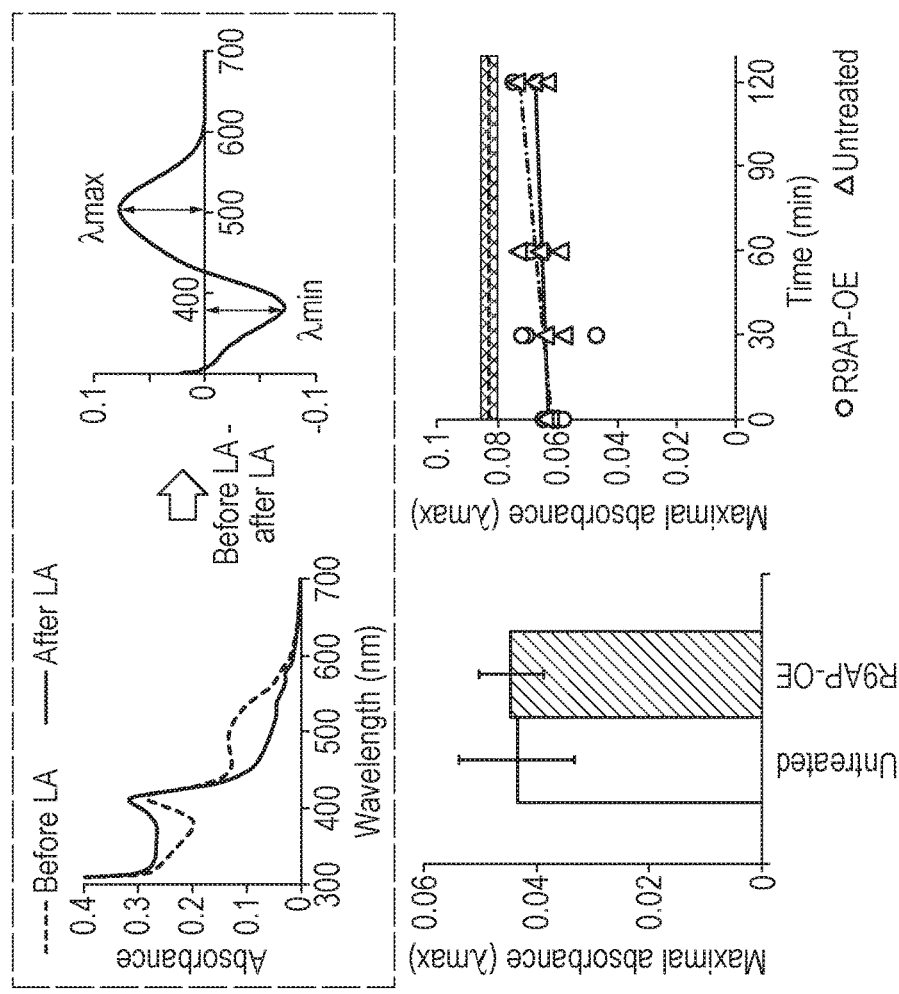 --- Before LA — After LA
Absorbance
0.4
0.3
0.2
0.1
0
300 400 500 600 700
Wavelength (nm)
Before LA -
after LA
0.1
0
-0.1
400 500 600 700
λmax
λmin
Maximal absorbance (λmax)
0.06
0.04
0.02
0
Untreated R9AP-OE
Maximal absorbance (λmax)
0.1
0.08
0.06
0.04
0.02
0
0 30 60 90 120
Time (min)
R9AP-OE Untreated